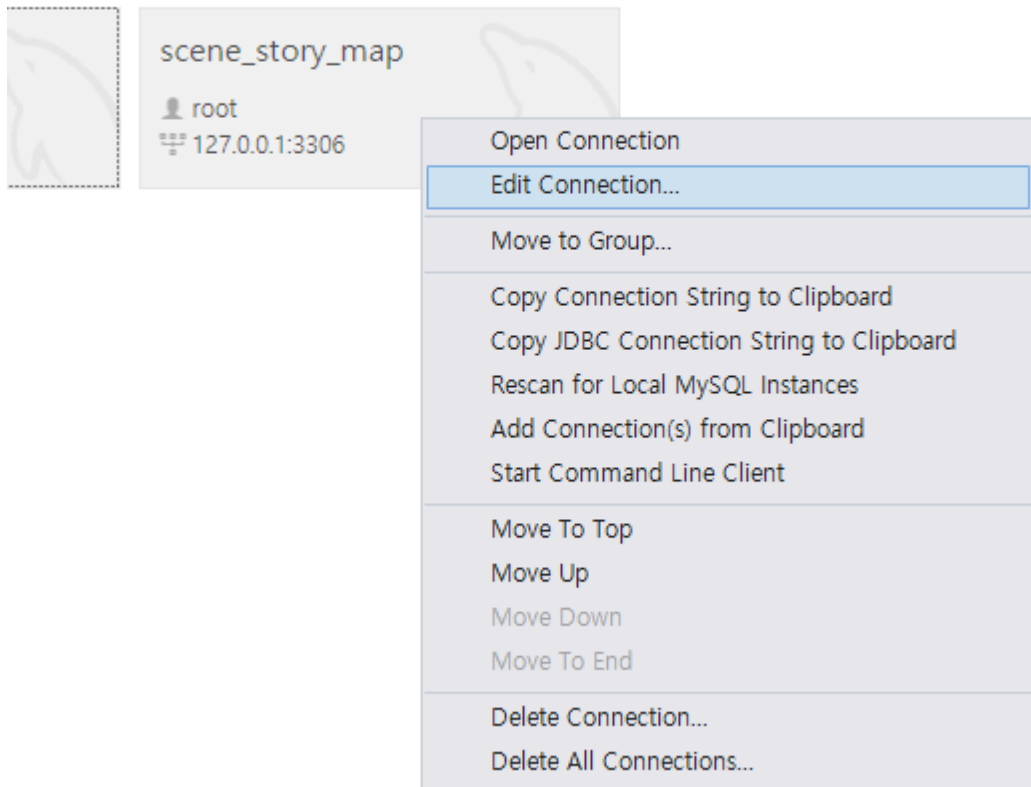 scene_story_map
root
127.0.0.1:3306
Open Connection
Edit Connection...
Move to Group...
Copy Connection String to Clipboard
Copy JDBC Connection String to Clipboard
Rescan for Local MySQL Instances
Add Connection(s) from Clipboard
Start Command Line Client
Move To Top
Move Up
Move Down
Move To End
Delete Connection...
Delete All Connections...